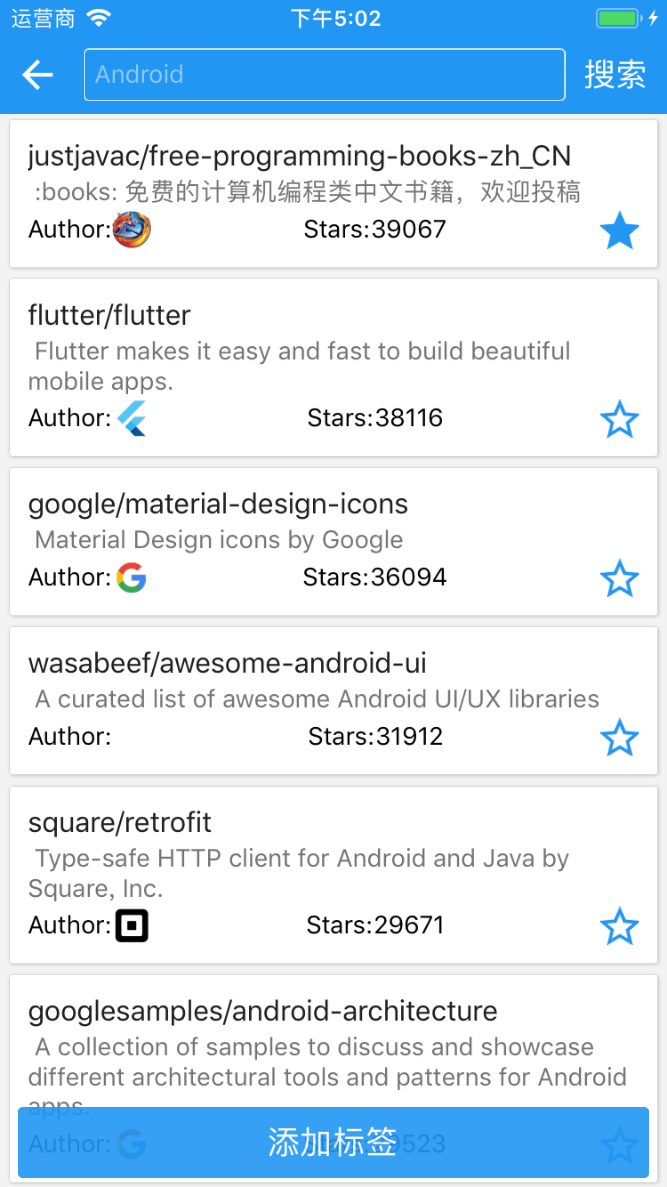 运营商 下午5:02
Android 搜索
justjavac/free-programming-books-zh_CN
:books: 免费的计算机编程类中文书籍，欢迎投稿
Author: Stars:39067
flutter/flutter
Flutter makes it easy and fast to build beautiful
mobile apps.
Author: Stars:38116
google/material-design-icons
Material Design icons by Google
Author: Stars:36094
wasabeef/awesome-android-ui
A curated list of awesome Android UI/UX libraries
Author: Stars:31912
square/retrofit
Type-safe HTTP client for Android and Java by
Square, Inc.
Author: Stars:29671
googlesamples/android-architecture
A collection of samples to discuss and showcase
different architectural tools and patterns for Android
apps.
Author:
添加标签